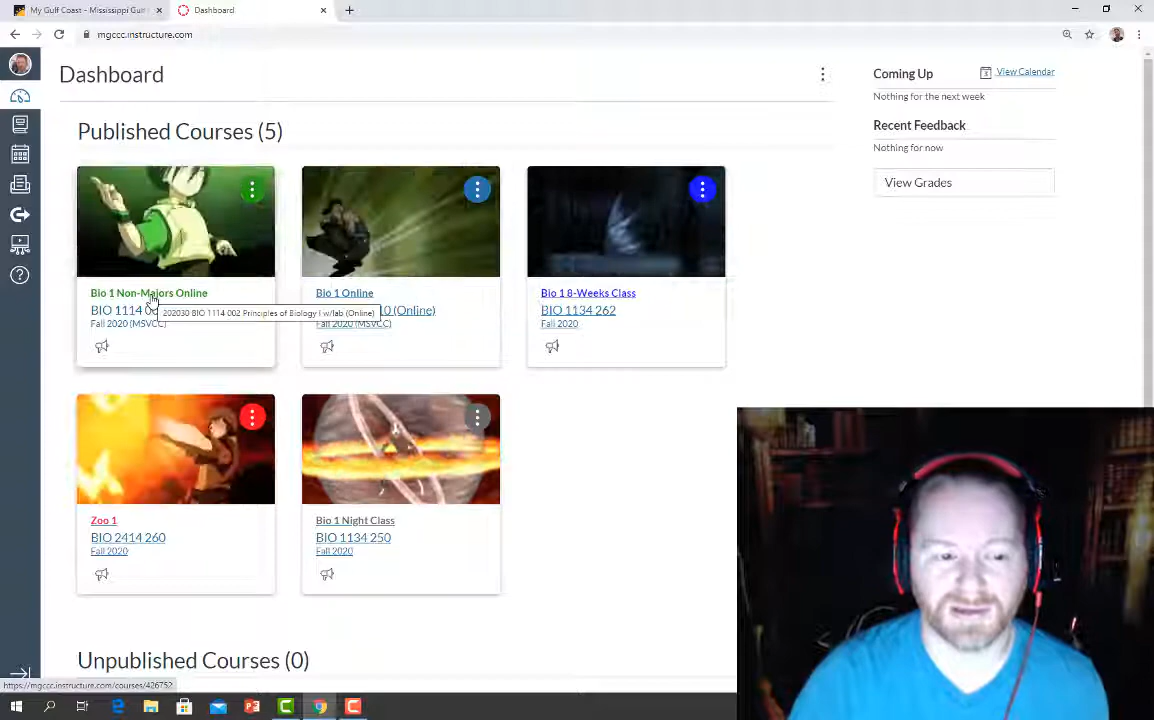 My Gulf Coast - Mississippi Gulf
Dashboard
mgccc.instructure.com
Dashboard
Coming Up
View Calendar
Nothing for the next week
Recent Feedback
Nothing for now
View Grades
Published Courses (5)
Bio 1 Non-Majors Online
BIO 1114
Fall 2020 (MSVCC)
202030 BIO 1114 002 Principles of Biology I w/lab (Online)
Bio 1 Online
10 (Online)
Fall 2020 (MSVCC)
Bio 1 8-Weeks Class
BIO 1134 262
Fall 2020
Zoo 1
BIO 2414 260
Fall 2020
Bio 1 Night Class
BIO 1134 250
Fall 2020
Unpublished Courses (0)
https://mgccc.instructure.com/courses/426752